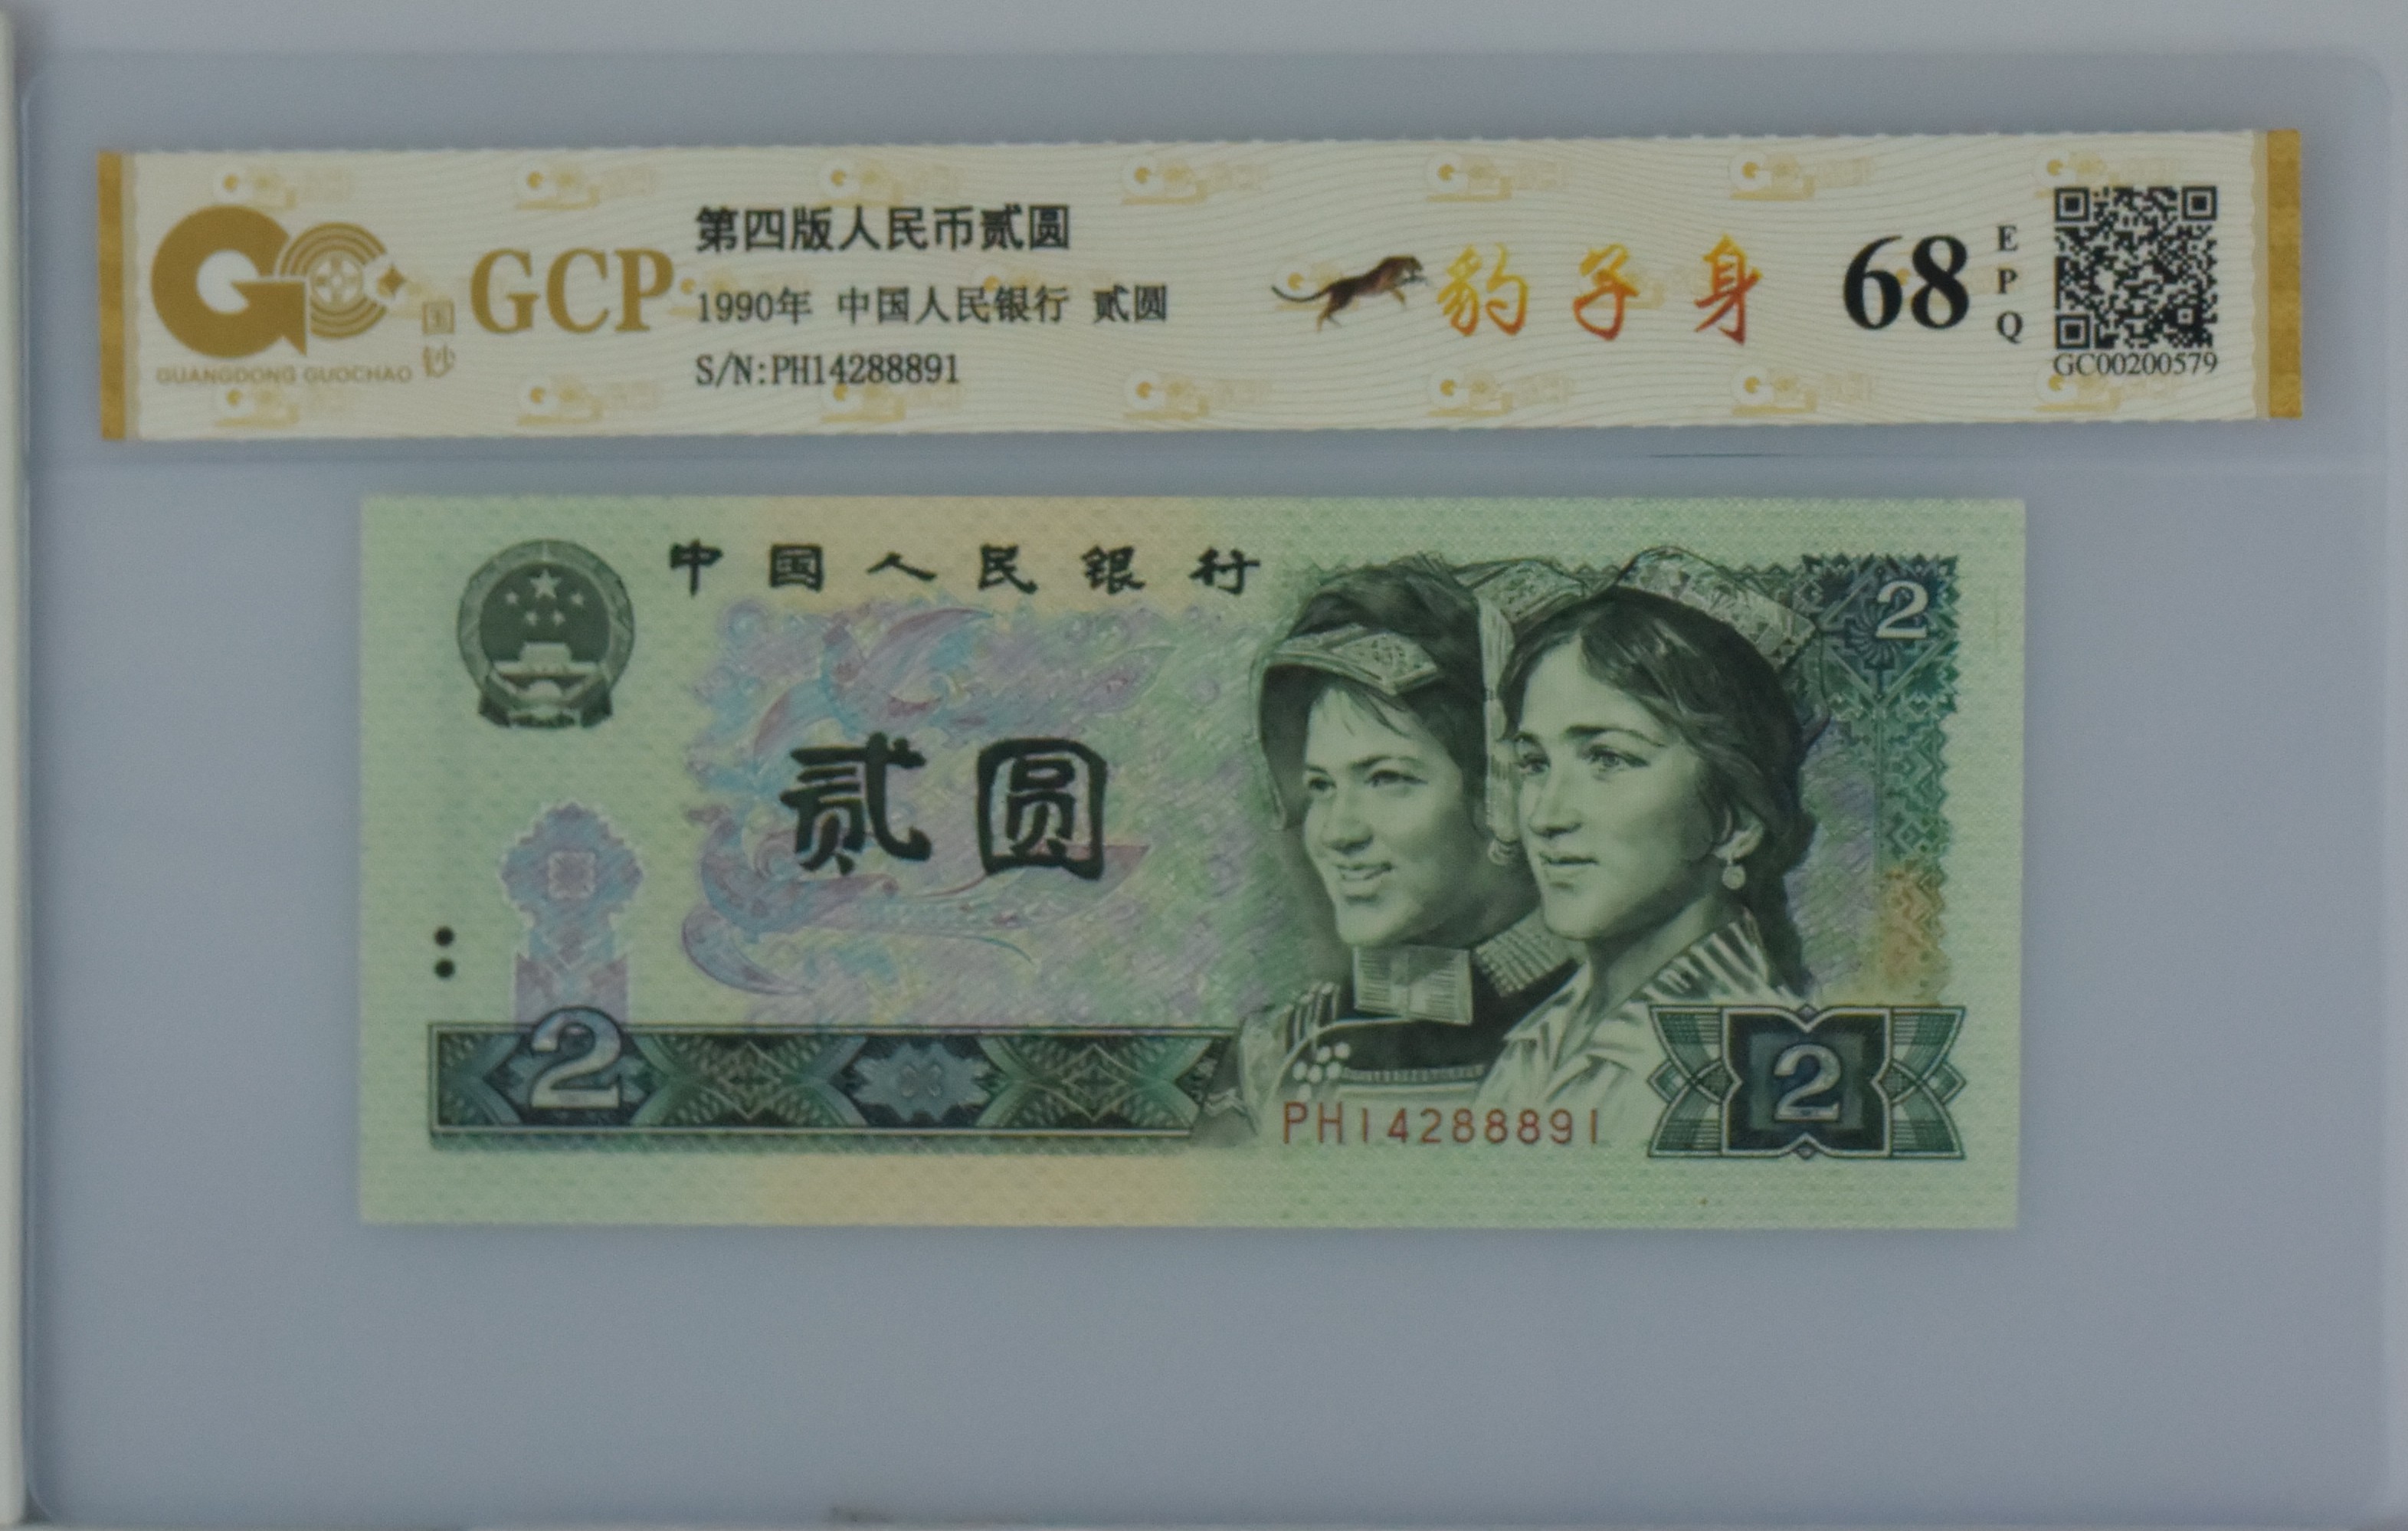 GCP
国钞
GUANGDONG GUOCHAO
第四版人民币贰圆
1990年 中国人民银行 贰圆
S/N:PH14288891
豹子身
68
EPQ
GC00200579
中国人民银行
2
贰圆
2
PH14288891
2